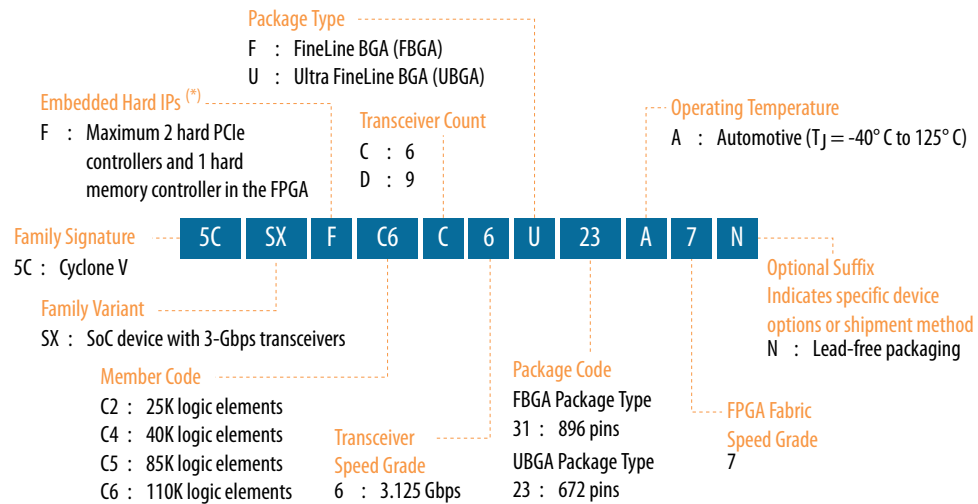 Package Type
F : FineLine BGA (FBGA)
U : Ultra FineLine BGA (UBGA)
Embedded Hard IPs (*)
F : Maximum 2 hard PCIe
controllers and 1 hard
memory controller in the FPGA
Transceiver Count
C : 6
D : 9
Operating Temperature
A : Automotive (TJ = -40° C to 125° C)
5C SX F C6 C 6 U 23 A 7 N
Family Signature
5C : Cyclone V
Family Variant
SX : SoC device with 3-Gbps transceivers
Member Code
C2 : 25K logic elements
C4 : 40K logic elements
C5 : 85K logic elements
C6 : 110K logic elements
Transceiver
Speed Grade
6 : 3.125 Gbps
Package Code
FBGA Package Type
31 : 896 pins
UBGA Package Type
23 : 672 pins
FPGA Fabric
Speed Grade
7
Optional Suffix
Indicates specific device
options or shipment method
N : Lead-free packaging